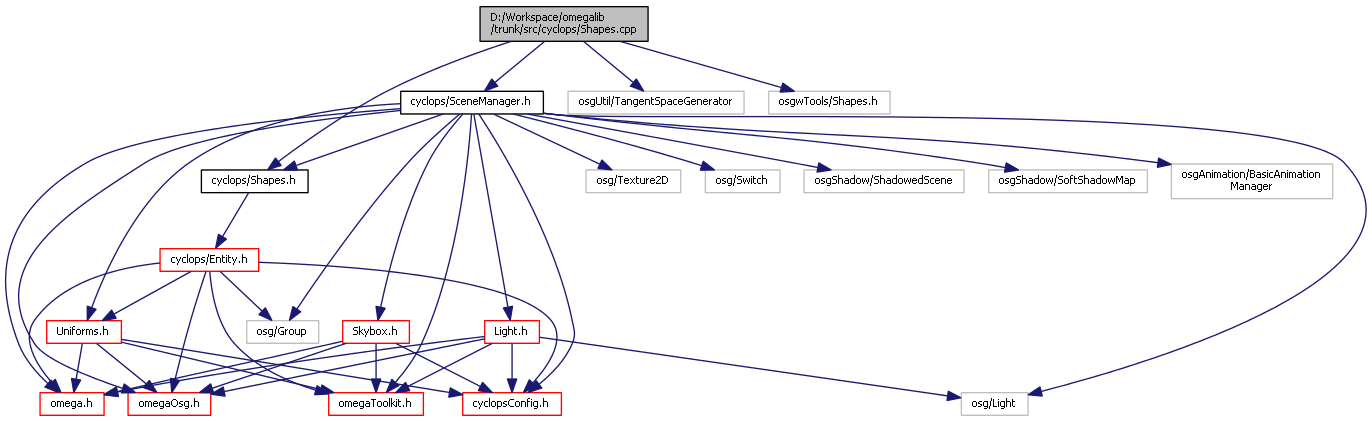 D:/Workspace/omegalib
/trunk/src/cyclops/Shapes.cpp
cyclops/SceneManager.h
osgUtil/TangentSpaceGenerator
osgwTools/Shapes.h
cyclops/Shapes.h
osg/Texture2D
osg/Switch
osgShadow/ShadowedScene
osgShadow/SoftShadowMap
osgAnimation/BasicAnimation
Manager
cyclops/Entity.h
Uniforms.h
osg/Group
Skybox.h
Light.h
omega.h
omegaOsg.h
omegaToolkit.h
cyclopsConfig.h
osg/Light